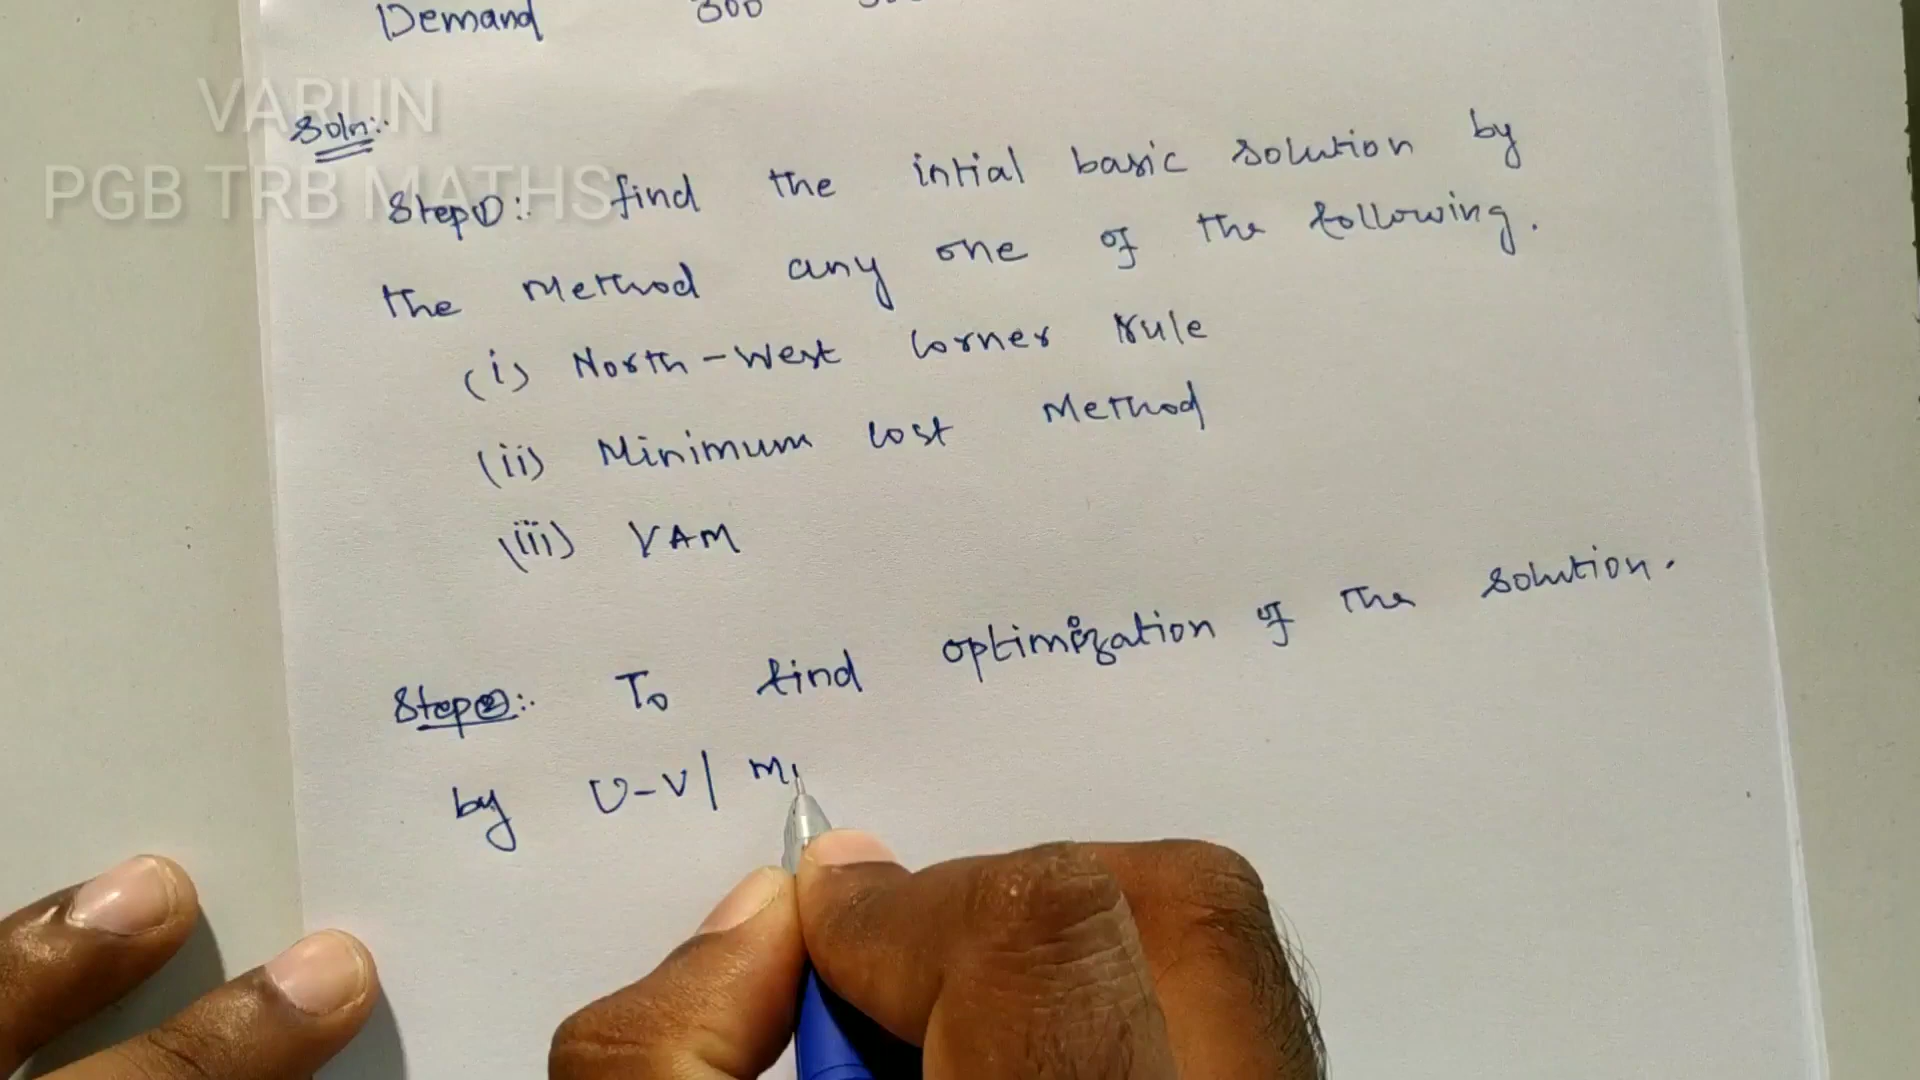 Demand 300
VARUN
Soln:-
PGB TRB MATHS
Step①:- find the intial basic solution by
the method any one of the following.
(i) North-West Corner Rule
(ii) Minimum Cost Method
(iii) VAM
Step②:- To find optimization of the solution.
by U-V| m